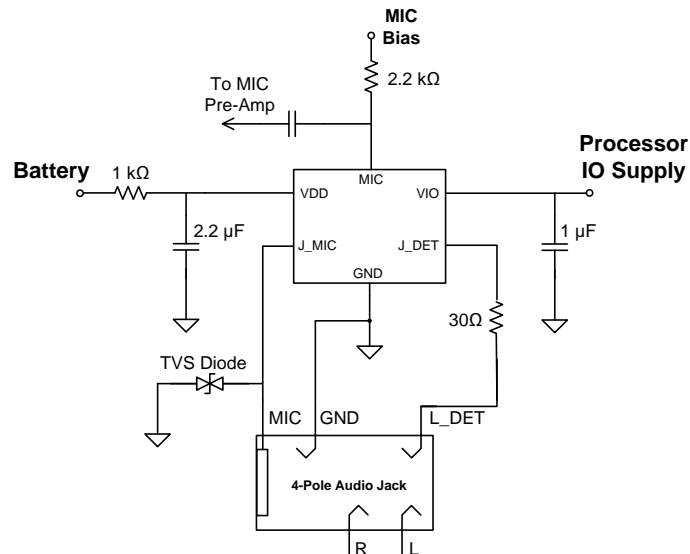 MIC
Bias
2.2 kΩ
To MIC
Pre-Amp
Battery
1 kΩ
Processor
IO Supply
MIC
VDD
VIO
2.2 µF
J_MIC
J_DET
1 µF
GND
30Ω
TVS Diode
MIC
GND
L_DET
4-Pole Audio Jack
R
L